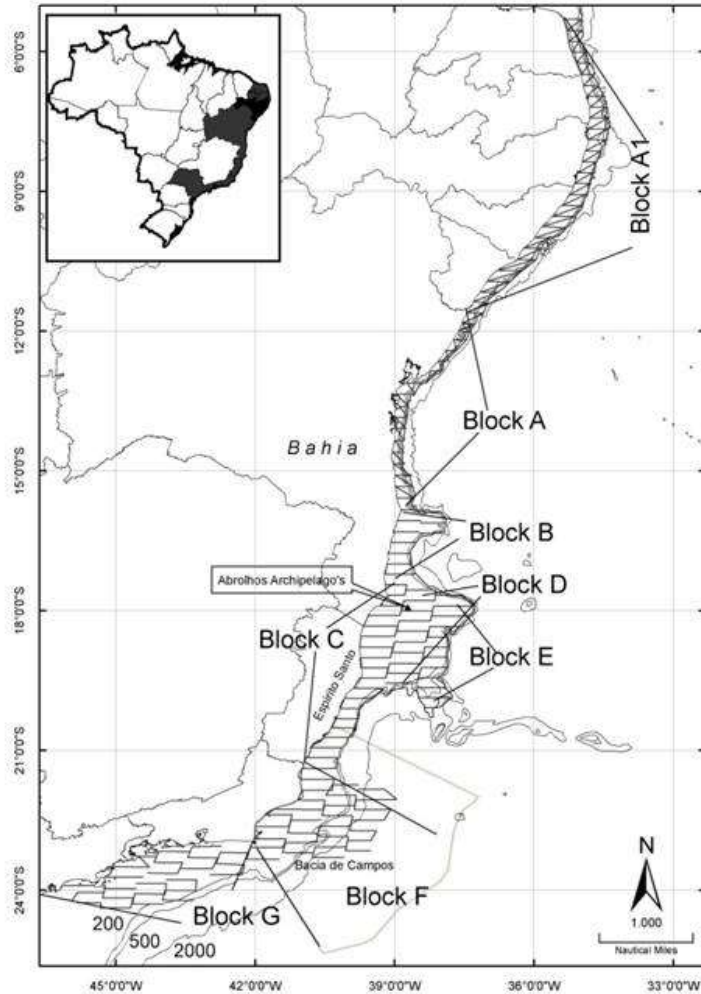 6°0'0"S
9°0'0"S
12°0'0"S
15°0'0"S
18°0'0"S
21°0'0"S
24°0'0"S
Block A1
Block A
Bahia
Block B
Abrolhos Archipelago's
Block D
Block C
Block E
Espirito Santo
Bacia de Campos
Block F
Block G
200
500
2000
N
1.000
Nautical Miles
45°0'0"W
42°0'0"W
39°0'0"W
36°0'0"W
33°0'0"W